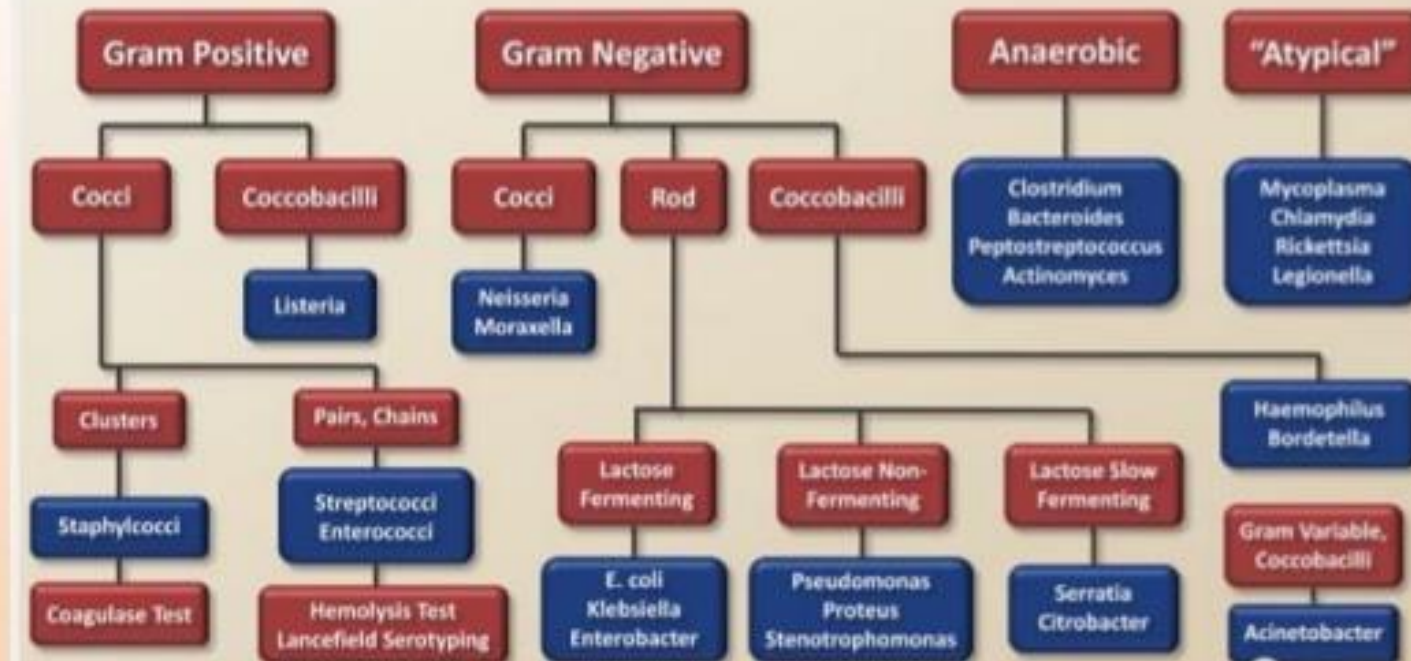 Gram Positive
Gram Negative
Anaerobic
"Atypical"
Cocci
Coccobacilli
Cocci
Rod
Coccobacilli
Clostridium
Bacteroides
Peptostreptococcus
Actinomyces
Mycoplasma
Chlamydia
Rickettsia
Legionella
Listeria
Neisseria
Moraxella
Clusters
Pairs, Chains
Haemophilus
Bordetella
Lactose
Fermenting
Lactose Non-
Fermenting
Lactose Slow
Fermenting
Staphylcocci
Streptococci
Enterococci
Gram Variable,
Coccobacilli
Coagulase Test
Hemolysis Test
Lancefield Serotyping
E. coli
Klebsiella
Enterobacter
Pseudomonas
Proteus
Stenotrophomonas
Serratia
Citrobacter
Acinetobacter